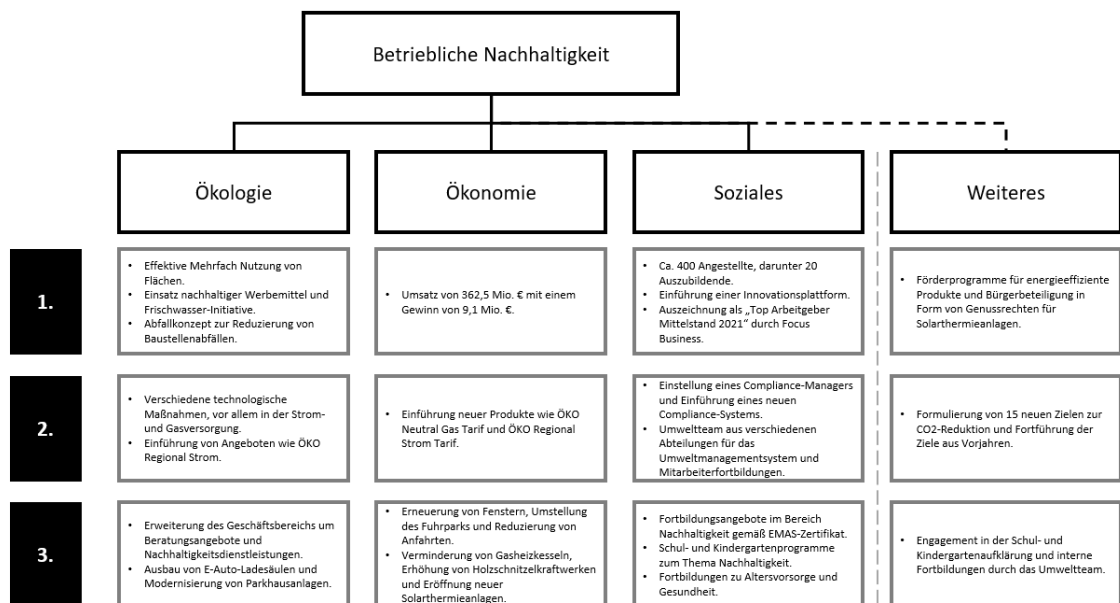 Betriebliche Nachhaltigkeit
Ökologie
Ökonomie
Soziales
Weiteres
1.
• Effektive Mehrfach Nutzung von
Flächen.
• Einsatz nachhaltiger Werbemittel und
Frischwasser-Initiative.
• Abfallkonzept zur Reduzierung von
Baustellenabfällen.
• Umsatz von 362,5 Mio. € mit einem
Gewinn von 9,1 Mio. €.
• Ca. 400 Angestellte, darunter 20
Auszubildende.
• Einführung einer Innovationsplattform.
• Auszeichnung als „Top Arbeitgeber
Mittelstand 2021“ durch Focus
Business.
• Förderprogramme für energieeffiziente
Produkte und Bürgerbeteiligung in
Form von Genussrechten für
Solarthermieanlagen.
2.
• Verschiedene technologische
Maßnahmen, vor allem in der Strom-
und Gasversorgung.
• Einführung von Angeboten wie ÖKO
Regional Strom.
• Einführung neuer Produkte wie ÖKO
Neutral Gas Tarif und ÖKO Regional
Strom Tarif.
• Einstellung eines Compliance-Managers
und Einführung eines neuen
Compliance-Systems.
• Umweltteam aus verschiedenen
Abteilungen für das
Umweltmanagementsystem und
Mitarbeiterfortbildungen.
• Formulierung von 15 neuen Zielen zur
CO2-Reduktion und Fortführung der
Ziele aus Vorjahren.
3.
• Erweiterung des Geschäftsbereichs um
Beratungsangebote und
Nachhaltigkeitsdienstleistungen.
• Ausbau von E-Auto-Ladesäulen und
Modernisierung von Parkhausanlagen.
• Erneuerung von Fenstern, Umstellung
des Fuhrparks und Reduzierung von
Anfahrten.
• Verminderung von Gasheizkesseln,
Erhöhung von Holzschnitzelkraftwerken
und Eröffnung neuer
Solarthermieanlagen.
• Fortbildungsangebote im Bereich
Nachhaltigkeit gemäß EMAS-Zertifikat.
• Schul- und Kindergartenprogramme
zum Thema Nachhaltigkeit.
• Fortbildungen zu Altersvorsorge und
Gesundheit.
• Engagement in der Schul- und
Kindergartenaufklärung und interne
Fortbildungen durch das Umweltteam.